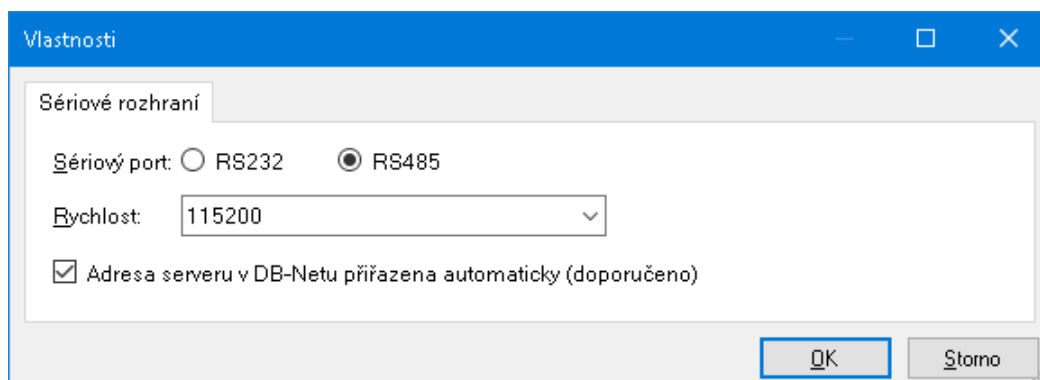 Vlastnosti
Sériové rozhraní
Sériový port: RS232 RS485
Rychlost: 115200
Adresa serveru v DB-Netu přiřazena automaticky (doporučeno)
OK Storno